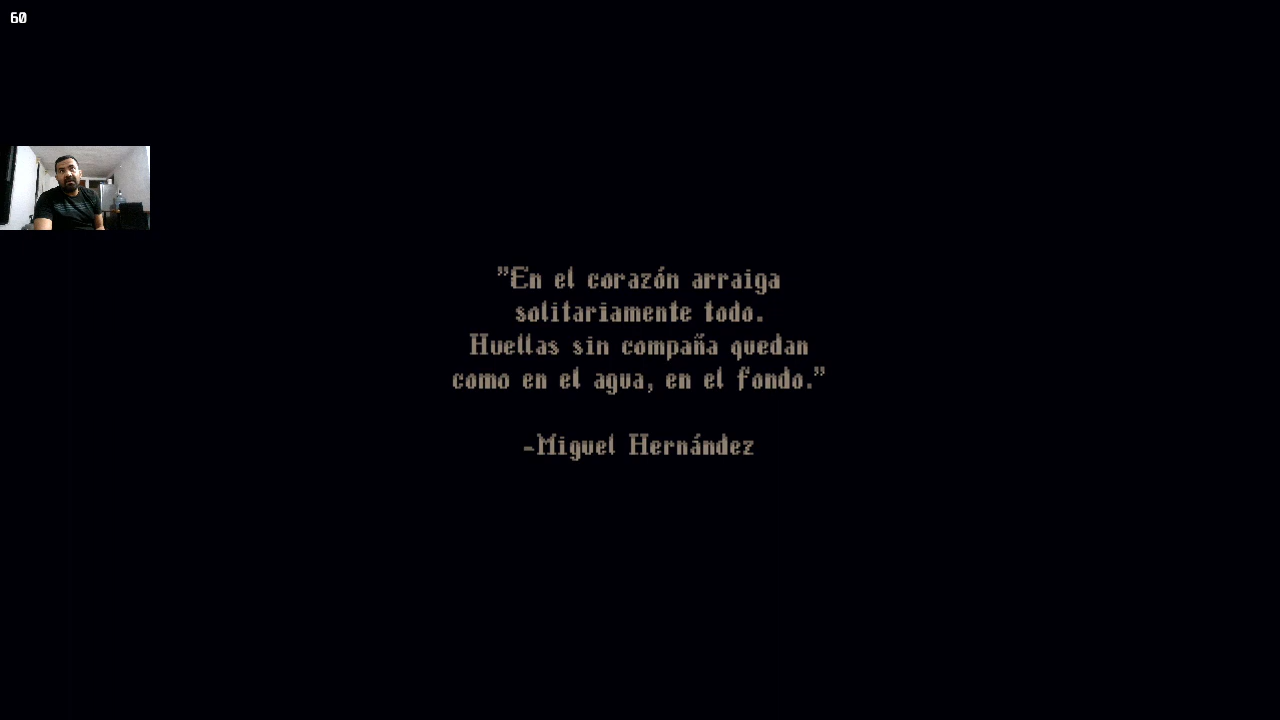 60
"En el corazón arraiga
solitariamente todo.
Huellas sin compaña quedan
como en el agua, en el fondo."
-Miguel Hernández